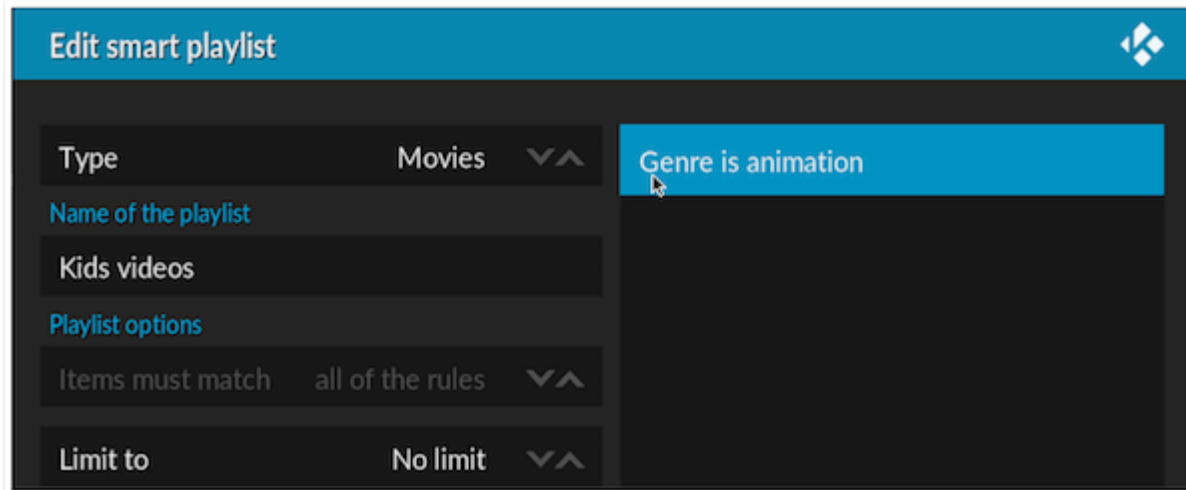 Edit smart playlist
Type Movies
Name of the playlist
Kids videos
Playlist options
Items must match all of the rules
Limit to No limit
Genre is animation